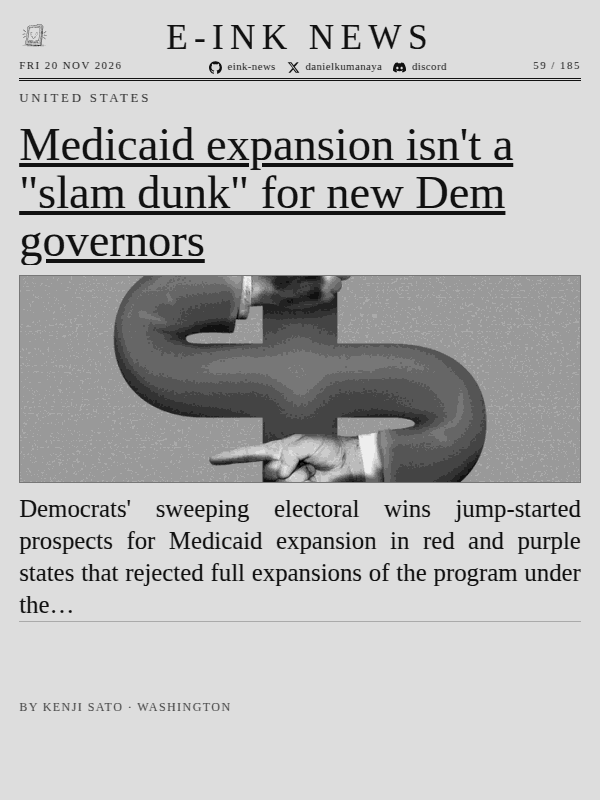 E-INK NEWS
FRI 20 NOV 2026
eink-news
danielkumanaya
discord
59 / 185
UNITED STATES
Medicaid expansion isn't a
"slam dunk" for new Dem
governors
Democrats' sweeping electoral wins jump-started
prospects for Medicaid expansion in red and purple
states that rejected full expansions of the program under
the…
BY KENJI SATO · WASHINGTON